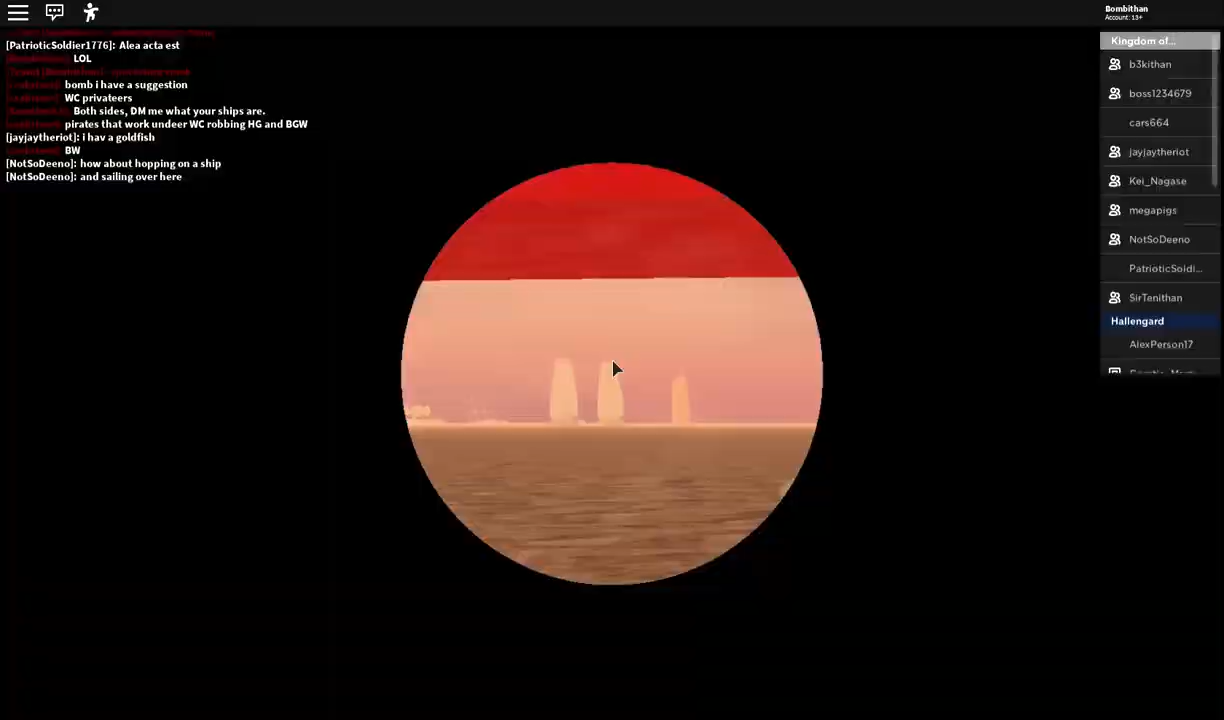 Bombithan
Account: 13+
[PatrioticSoldier1776]: Alea acta est
LOL
bomb i have a suggestion
WC privateers
Both sides, DM me what your ships are.
pirates that work undeer WC robbing HG and BGW
[jayjaytheriot]: i hav a goldfish
BW
[NotSoDeeno]: how about hopping on a ship
[NotSoDeeno]: and sailing over here
Kingdom of...
b3kithan
boss1234679
cars664
jayjaytheriot
Kei_Nagase
megapigs
NotSoDeeno
PatrioticSoldi...
SirTenithan
Hallengard
AlexPerson17